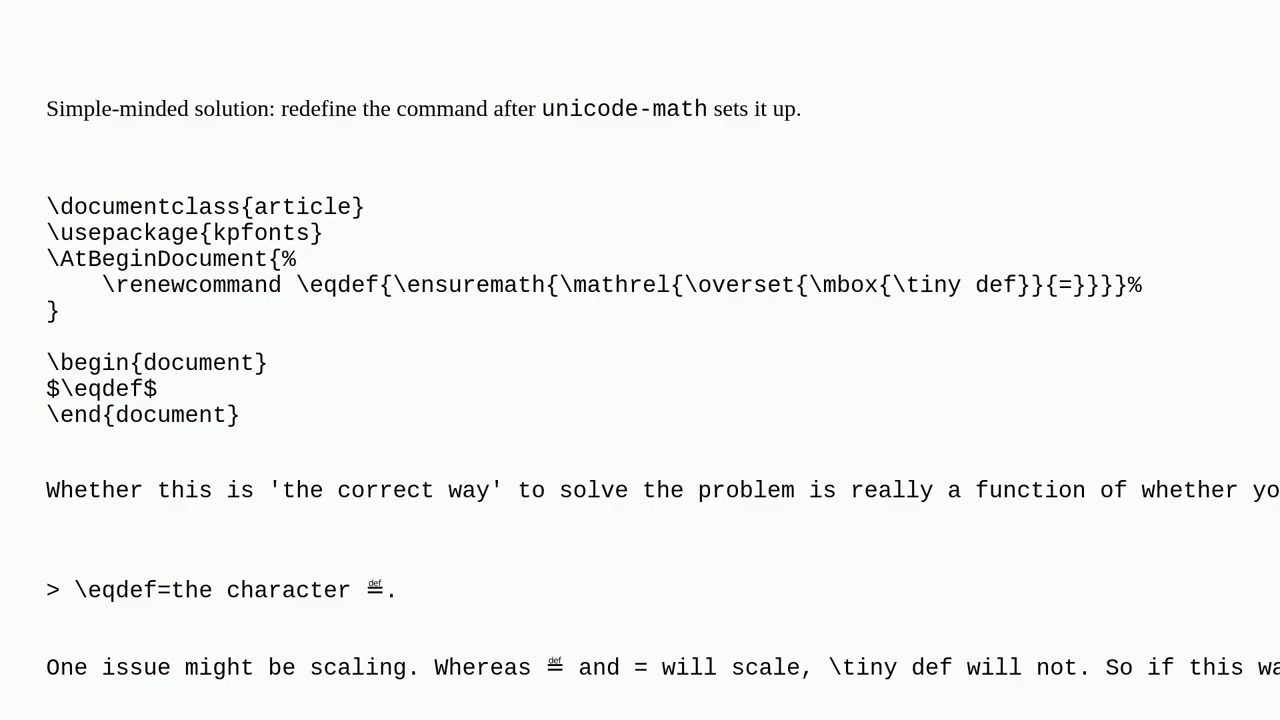 Simple-minded solution: redefine the command after unicode-math sets it up.
\documentclass{article}
\usepackage{kpfonts}
\AtBeginDocument{%
    \renewcommand \eqdef{\ensuremath{\mathrel{\overset{\mbox{\tiny def}}{=}}}}%
}
\begin{document}
$\eqdef$
\end{document}
Whether this is 'the correct way' to solve the problem is really a function of whether yo
> \eqdef=the character ≝.
One issue might be scaling. Whereas ≝ and = will scale, \tiny def will not. So if this wa